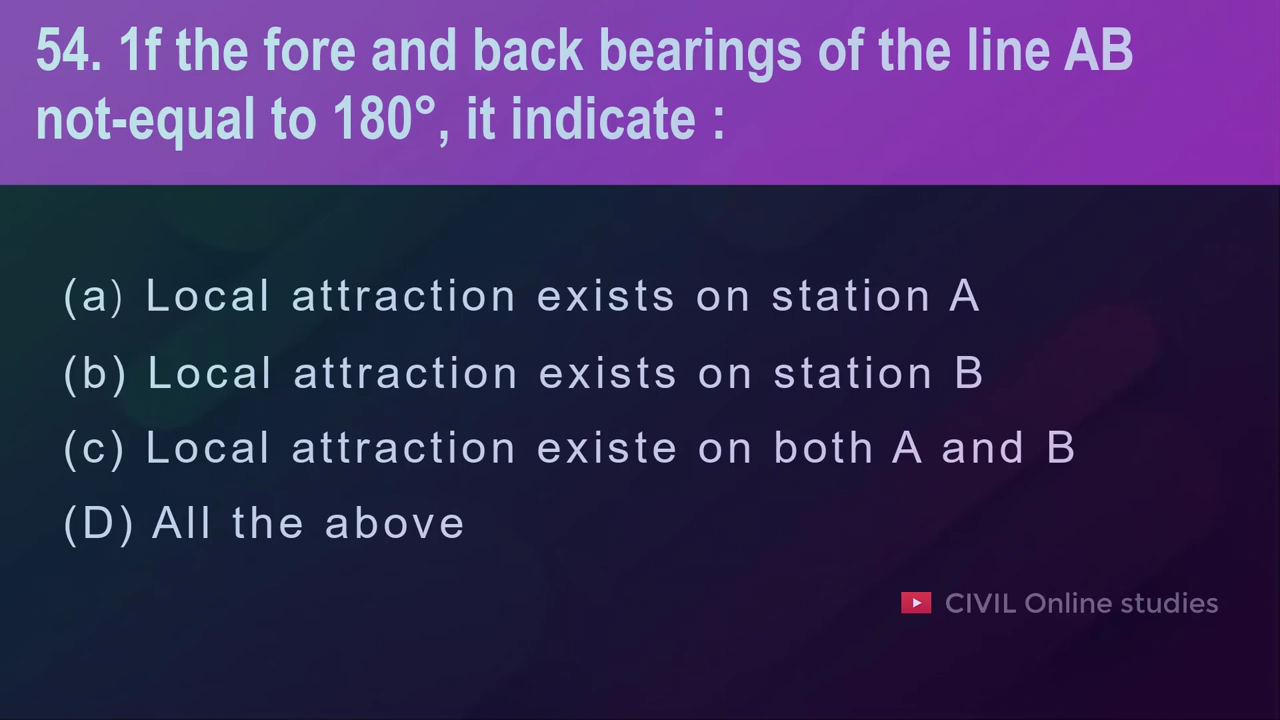 54. 1f the fore and back bearings of the line AB
not-equal to 180°, it indicate :
(a) Local attraction exists on station A
(b) Local attraction exists on station B
(c) Local attraction existe on both A and B
(D) All the above
CIVIL Online studies